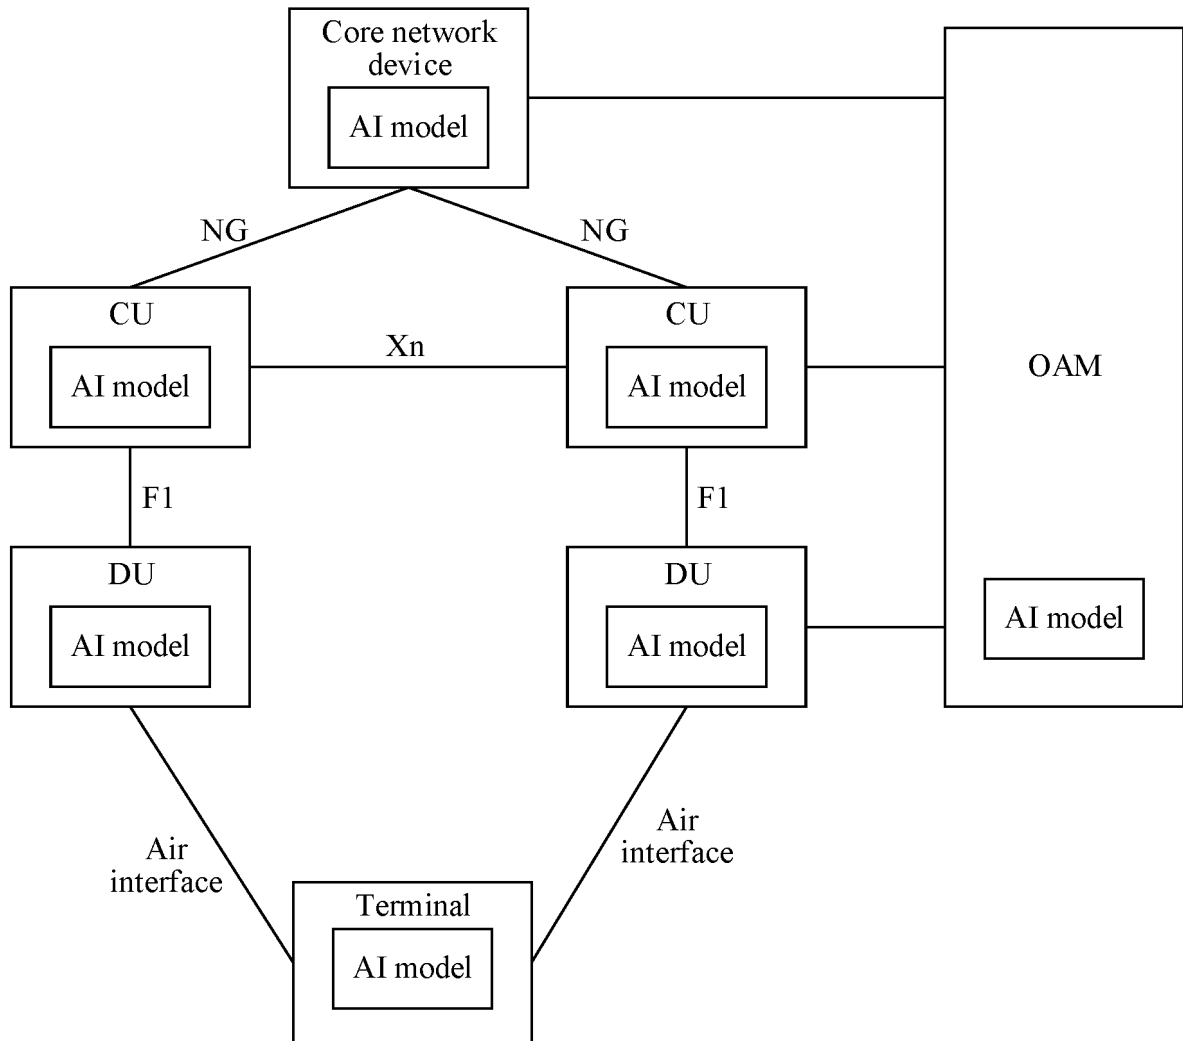 Core network
device
AI model
NG
NG
CU
AI model
Xn
CU
AI model
OAM
F1
F1
DU
AI model
DU
AI model
AI model
Air
interface
Air
interface
Terminal
AI model